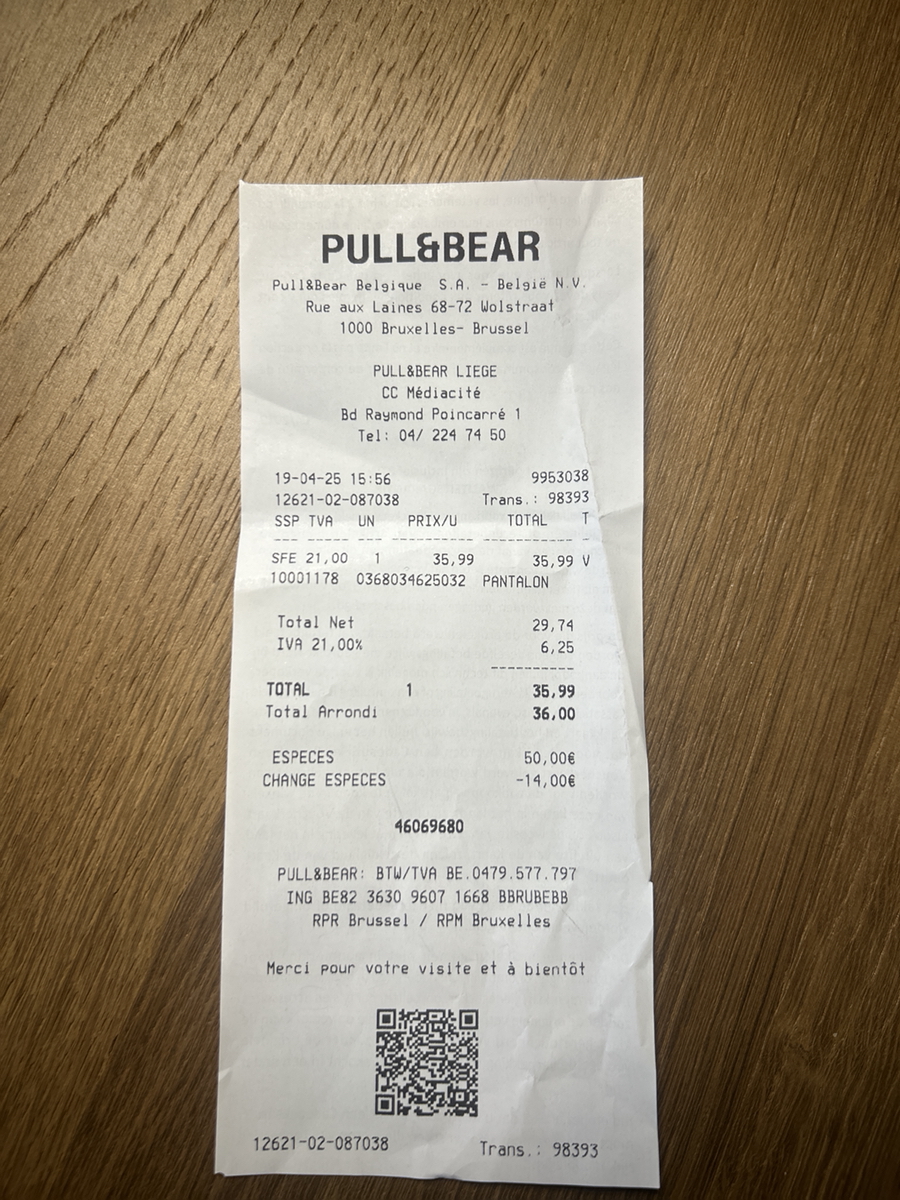 PULL&BEAR
Pull&Bear Belgique S.A. - België N.V.
Rue aux Laines 68-72 Wolstraat
1000 Bruxelles- Brussel
PULL&BEAR LIEGE
CC Médiacité
Bd Raymond Poincarré 1
Tel: 04/ 224 74 50
19-04-25 15:56 9953038
12621-02-087038 Trans.: 98393
SSP TVA UN PRIX/U TOTAL T
--- ----- --- ---------- ----------- -
SFE 21,00 1 35,99 35,99 V
10001178 0368034625032 PANTALON
Total Net 29,74
IVA 21,00% 6,25
----------
TOTAL 1 35,99
Total Arrondi 36,00
ESPECES 50,00€
CHANGE ESPECES -14,00€
46069680
PULL&BEAR: BTW/TVA BE.0479.577.797
ING BE82 3630 9607 1668 BBRUBEBB
RPR Brussel / RPM Bruxelles
Merci pour votre visite et à bientôt
12621-02-087038 Trans.: 98393